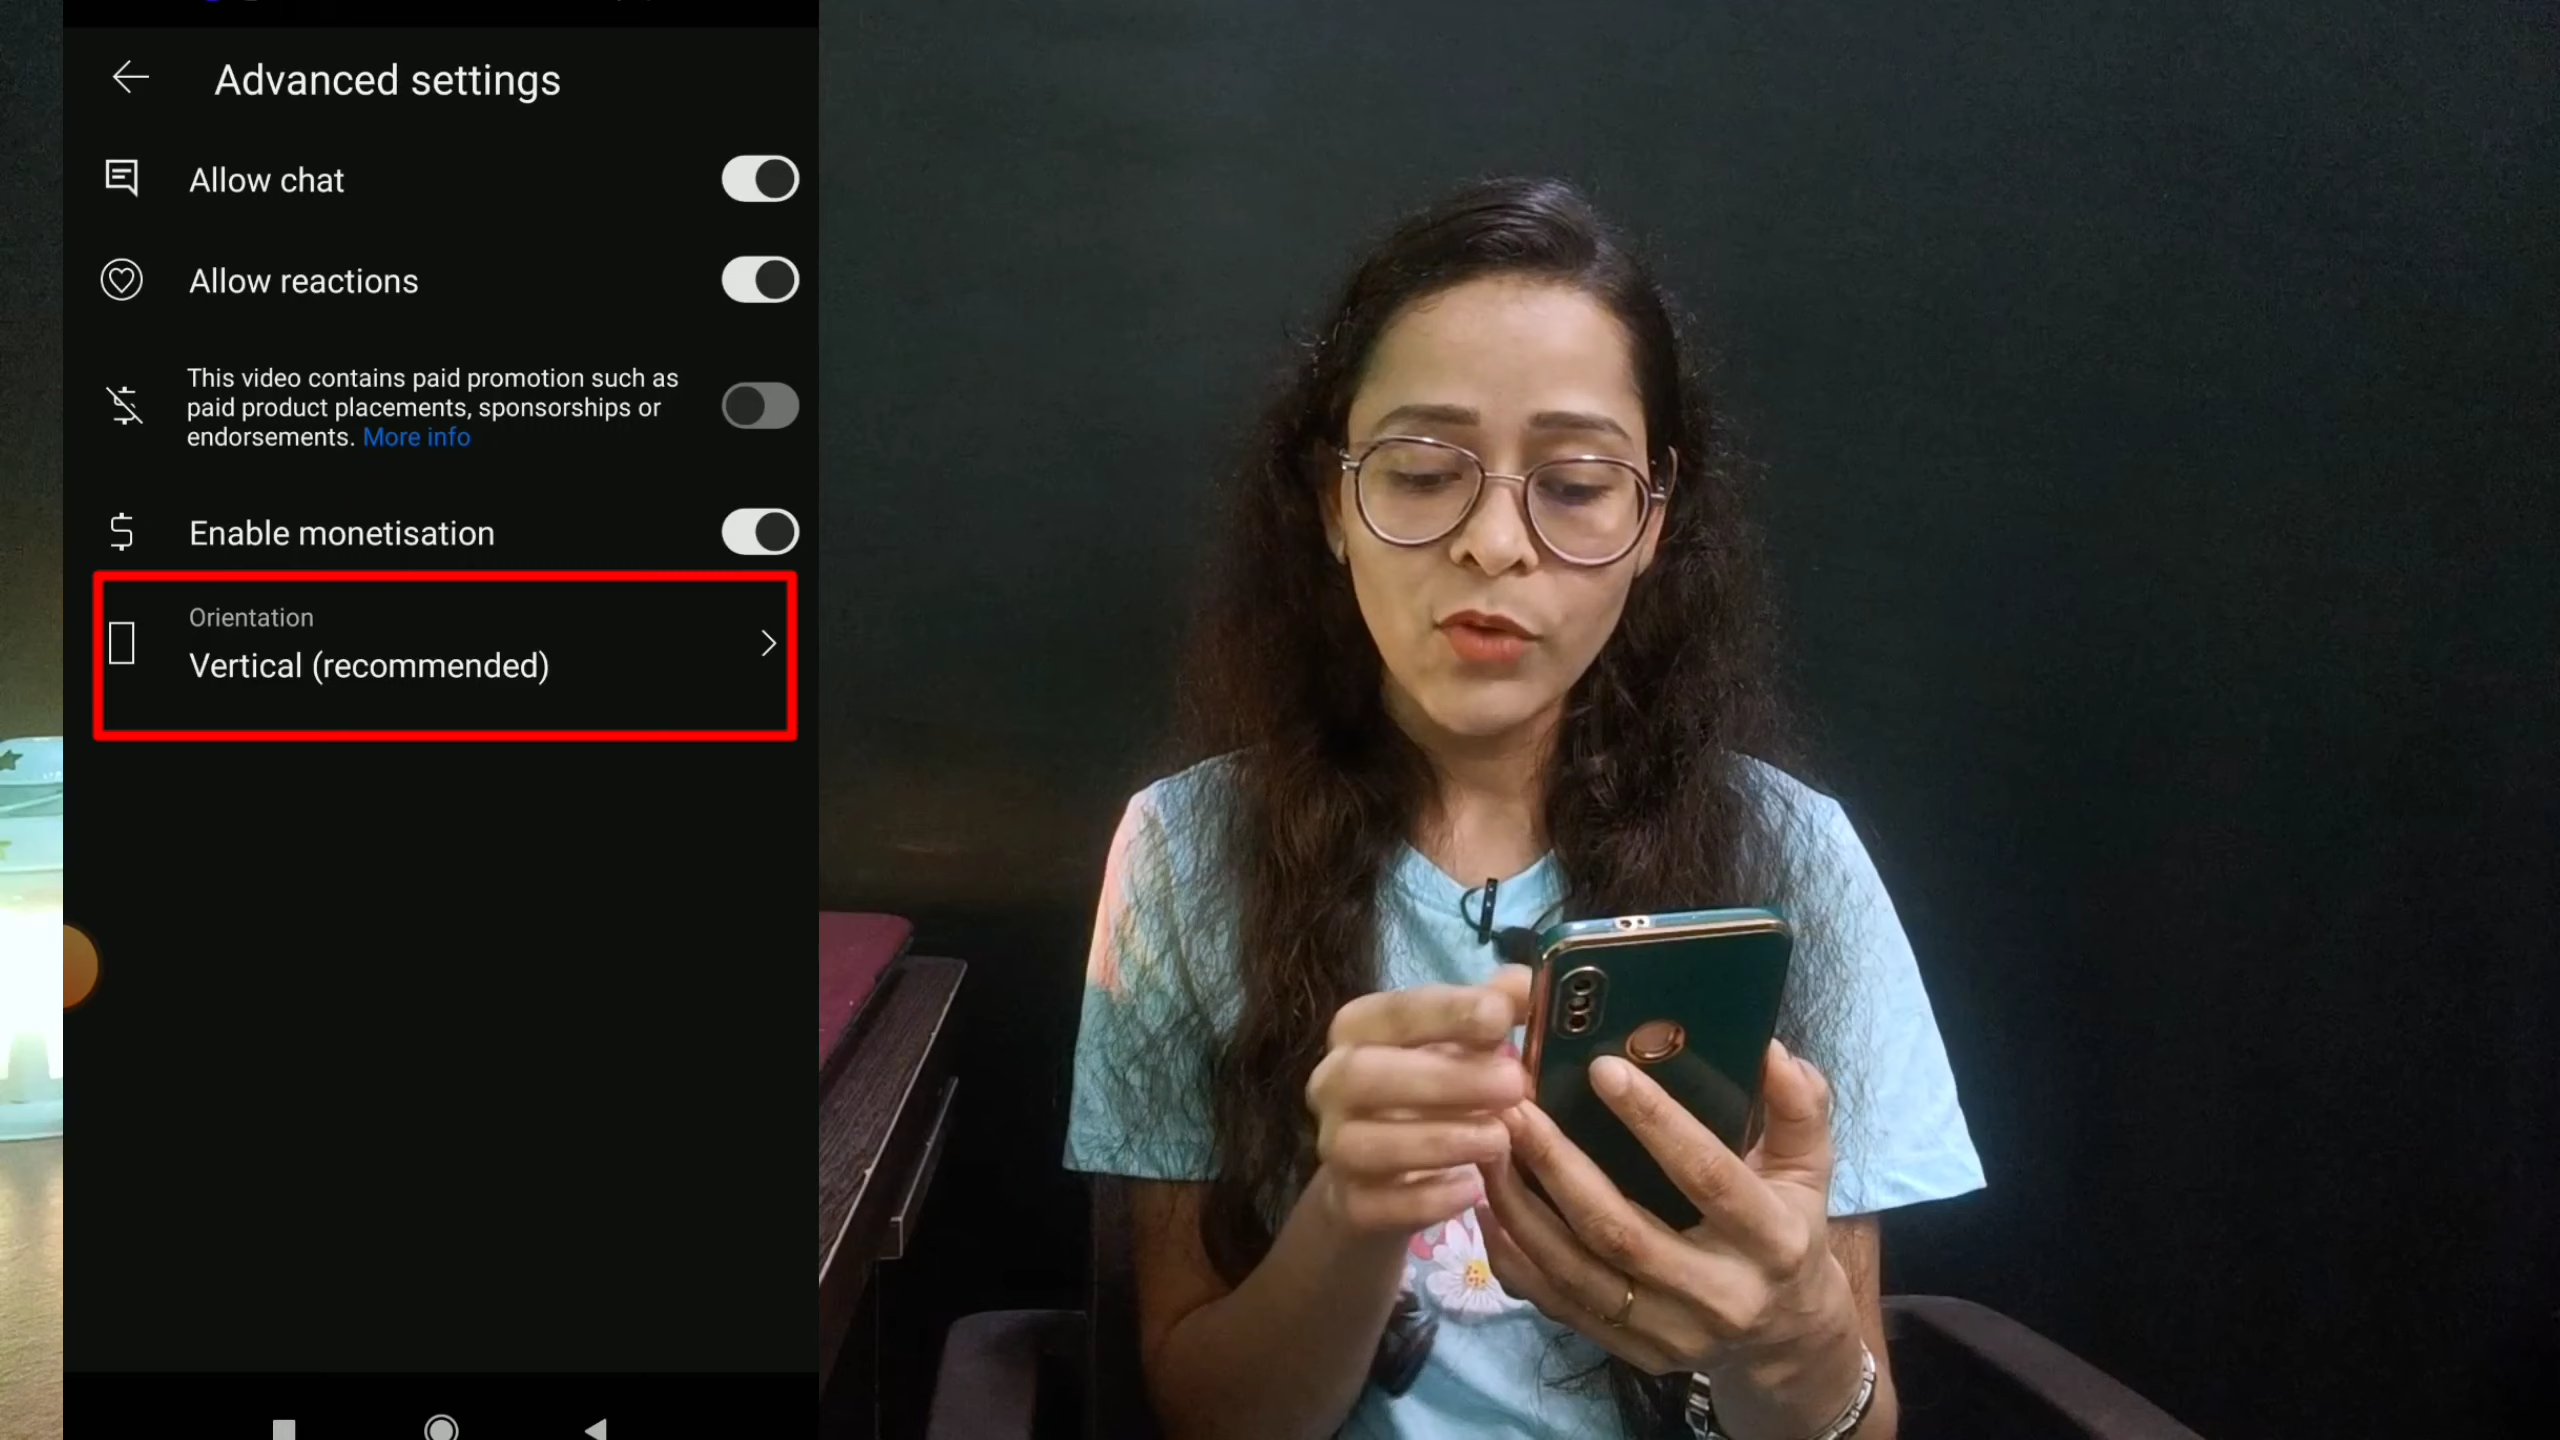 Advanced settings
Allow chat
Allow reactions
This video contains paid promotion such as
paid product placements, sponsorships or
endorsements. More info
Enable monetisation
Orientation
Vertical (recommended)